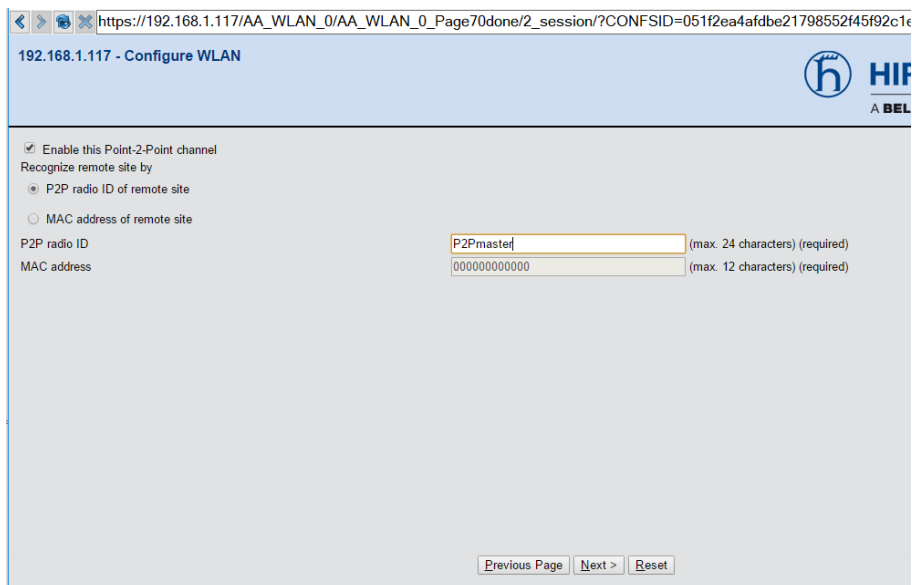 https://192.168.1.117/AA_WLAN_0/AA_WLAN_0_Page70done/2_session/?CONFSID=051f2ea4afdbe21798552f45f92c1e
192.168.1.117 - Configure WLAN
HIR
A BEL
Enable this Point-2-Point channel
Recognize remote site by
P2P radio ID of remote site
MAC address of remote site
P2P radio ID P2Pmaster (max. 24 characters) (required)
MAC address 000000000000 (max. 12 characters) (required)
Previous Page Next > Reset